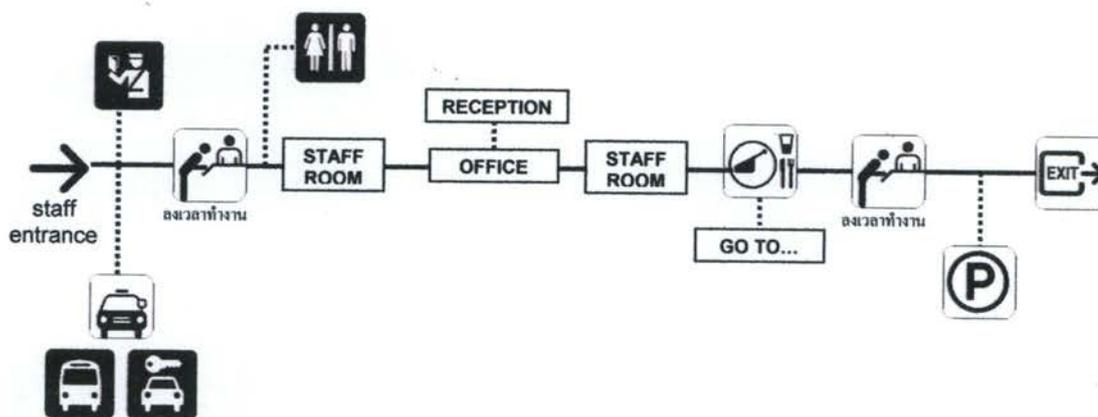 RECEPTION
STAFF
ROOM
OFFICE
STAFF
ROOM
EXIT
staff
entrance
ลงเวลาทำงาน
ลงเวลาทำงาน
GO TO...
P